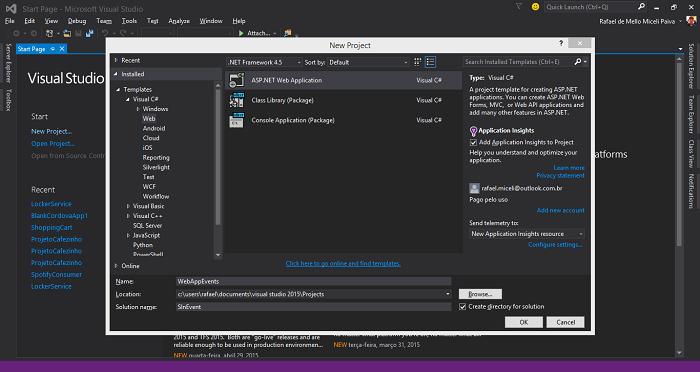 Start Page - Microsoft Visual Studio
Quick Launch (Ctrl+Q)
File Edit View Debug Team Tools Test Analyze Window Help
Rafael de Mello Miceli Paiva
Attach...
Server Explorer
Toolbox
Start Page
Visual Studio
Start
New Project...
Open Project...
Open from Source Contr
Recent
LockerService
BlankCordovaApp1
ShoppingCart
ProjetoCafezinho
ProjetoCafezinho
ProjetoCafezinho
SpotifyConsumer
LockerService
New Project
Recent
Installed
Templates
Visual C#
Windows
Web
Android
Cloud
iOS
Reporting
Silverlight
Test
WCF
Workflow
Visual Basic
Visual C++
SQL Server
JavaScript
Python
PowerShell
Online
.NET Framework 4.5
Sort by: Default
ASP.NET Web Application Visual C#
Class Library (Package) Visual C#
Console Application (Package) Visual C#
Click here to go online and find templates.
Search Installed Templates (Ctrl+E)
Type: Visual C#
A project template for creating ASP.NET
applications. You can create ASP.NET Web
Forms, MVC, or Web API applications and
add many other features in ASP.NET.
Application Insights
Add Application Insights to Project
Help you understand and optimize your
application.
Learn more
Privacy statement
rafael.miceli@outlook.com.br
Pago pelo uso
Add new account
Send telemetry to:
New Application Insights resource
Configure settings...
Name: WebAppEvents
Location: c:\users\rafael\documents\visual studio 2015\Projects
Browse...
Solution name: SlnEvent
Create directory for solution
OK
Cancel
atforms
Solution Explorer
Team Explorer
Class View
Notifications
2015 and TFS 2015. Both are "go-live" releases and are
reliable enough to be used in production environmen...
NEW quarta-feira, abril 29, 2015
NEW terça-feira, março 31, 2015